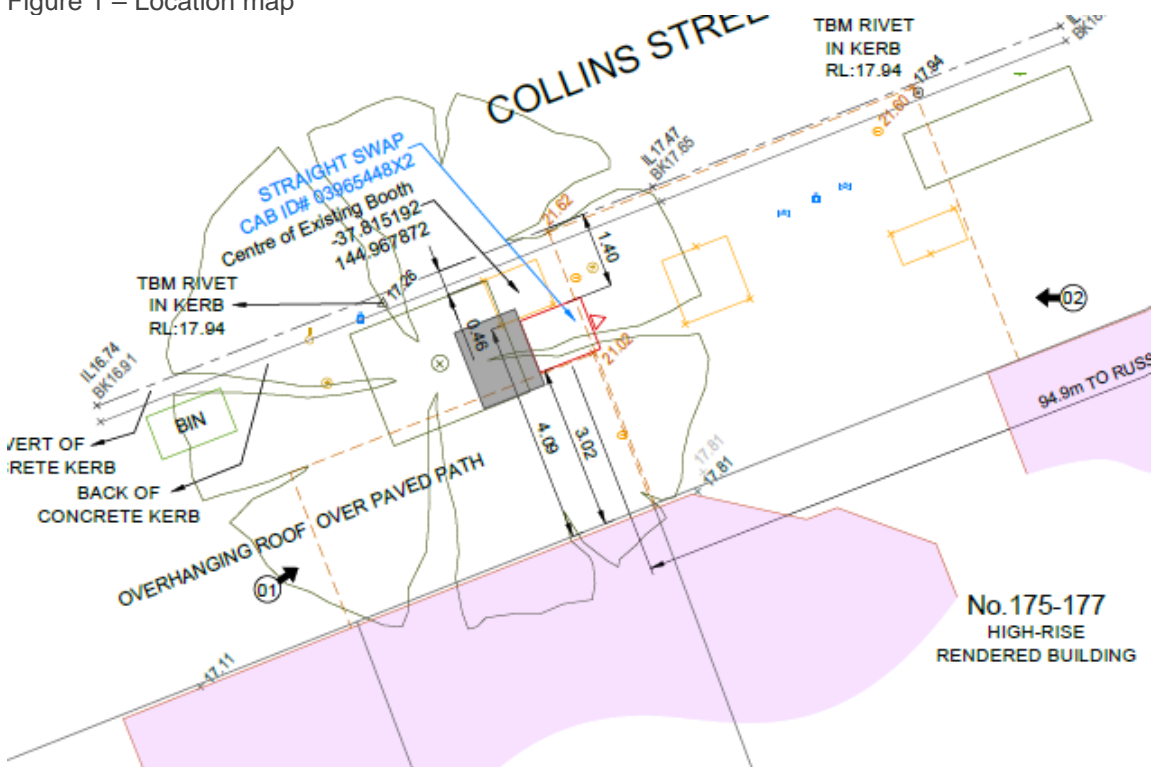 Figure 1 – Location map
COLLINS STREE
TBM RIVET
IN KERB
RL:17.94
17.94
21.60
STRAIGHT SWAP
CAB ID# 03965448X2
Centre of Existing Booth
-37.815192
144.967872
IL17.47
BK17.65
21.62
1.40
TBM RIVET
IN KERB
RL:17.94
17.26
0.46
02
21.02
IL16.74
BK16.91
BIN
94.9m TO RUSS
VERT OF
CRETE KERB
BACK OF
CONCRETE KERB
4.09
3.02
17.81
17.81
OVERHANGING ROOF OVER PAVED PATH
01
No.175-177
HIGH-RISE
RENDERED BUILDING
17.11